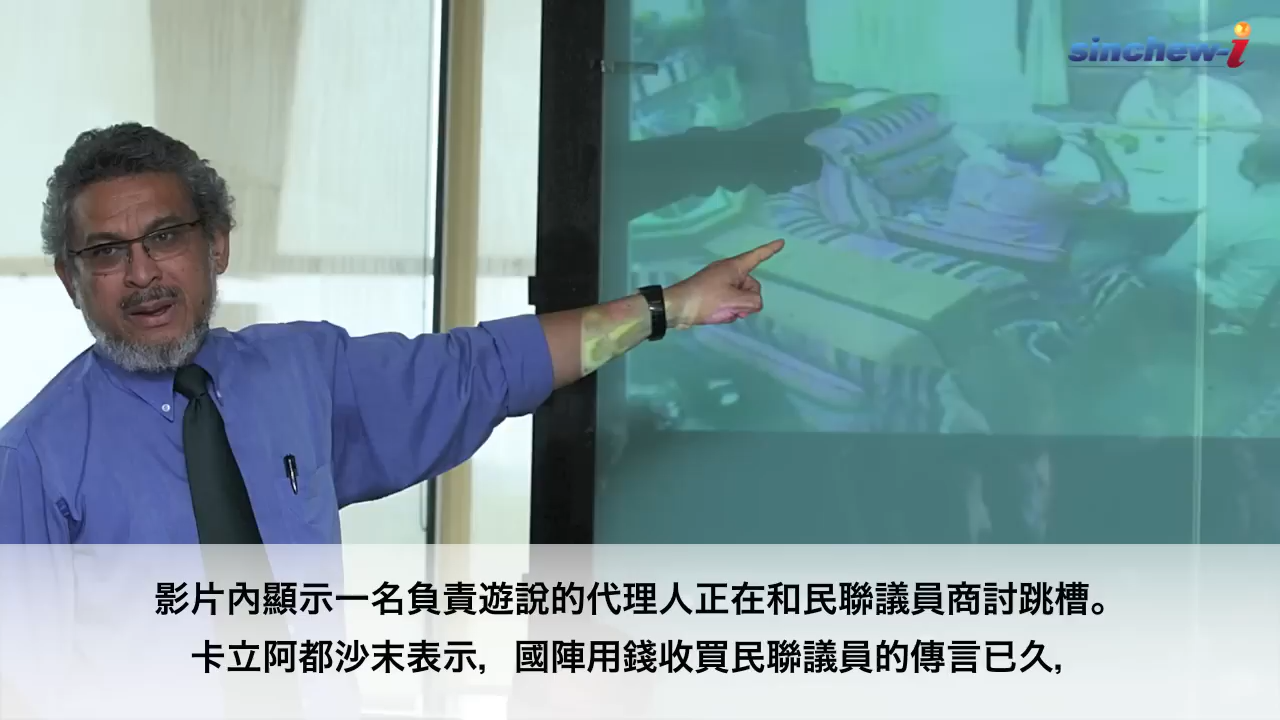 sinchew-i
影片內顯示一名負責遊說的代理人正在和民聯議員商討跳槽。
卡立阿都沙末表示，國陣用錢收買民聯議員的傳言已久，